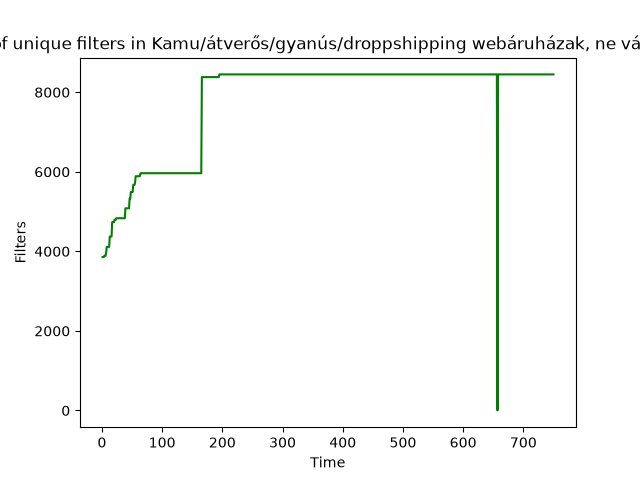 of unique filters in Kamu/átverős/gyanús/droppshipping webáruházak, ne vá
8000
6000
4000
2000
0
Filters
0 100 200 300 400 500 600 700
Time